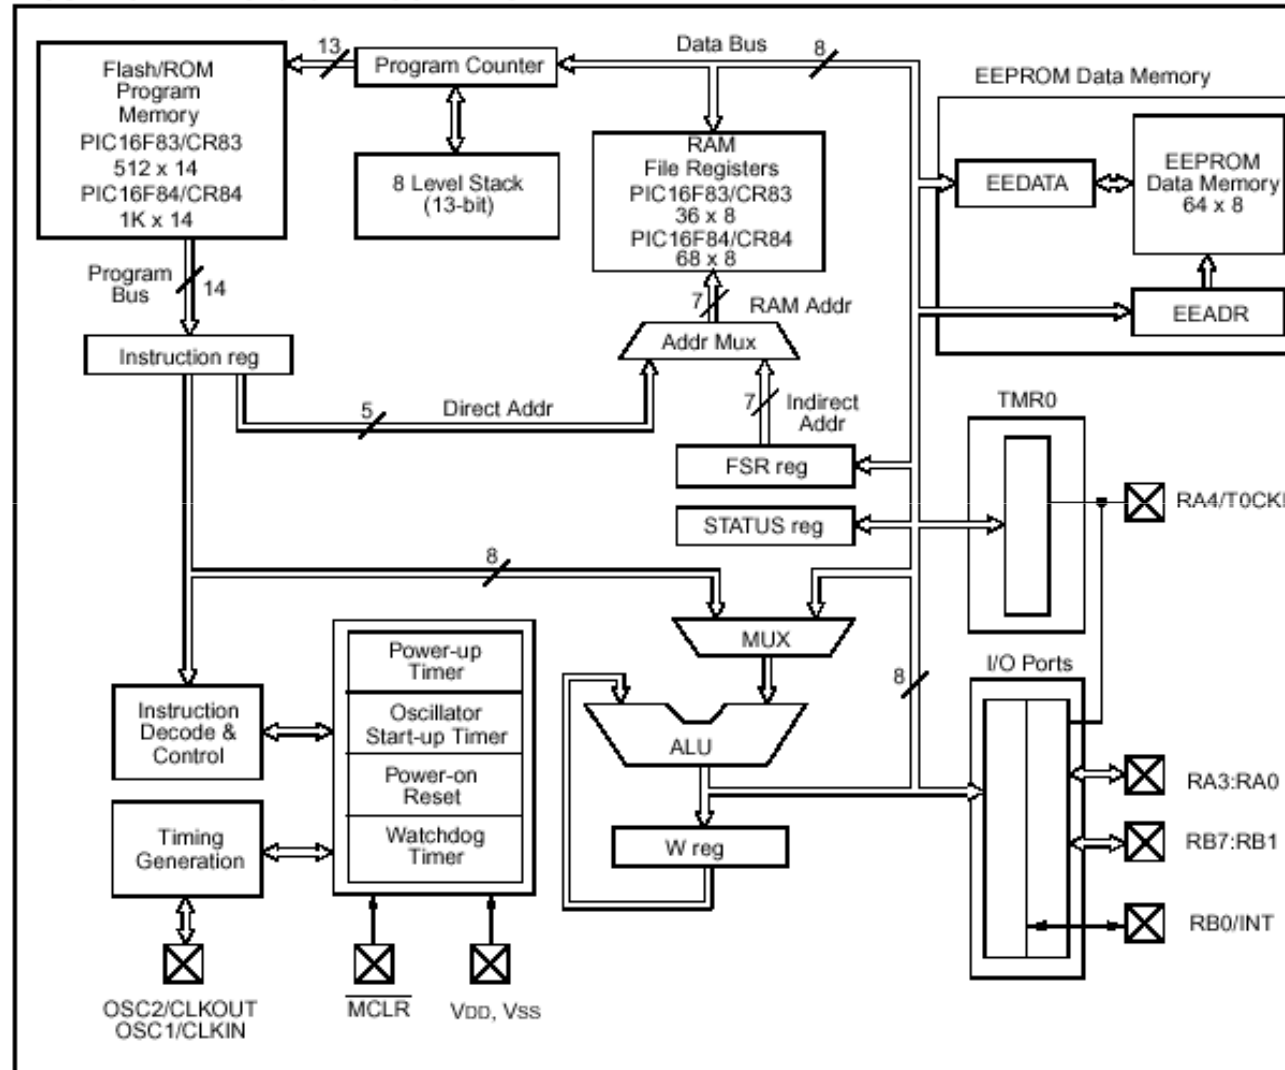 13
Data Bus
8
Flash/ROM
Program
Memory
PIC16F83/CR83
512 x 14
PIC16F84/CR84
1K x 14
Program Counter
8 Level Stack
(13-bit)
RAM
File Registers
PIC16F83/CR83
36 x 8
PIC16F84/CR84
68 x 8
EEPROM Data Memory
EEDATA
EEPROM
Data Memory
64 x 8
EEADR
Program
Bus
14
7
RAM Addr
Addr Mux
Instruction reg
5
Direct Addr
7
Indirect
Addr
FSR reg
STATUS reg
TMR0
RA4/T0CKI
8
MUX
8
I/O Ports
Power-up
Timer
Oscillator
Start-up Timer
Power-on
Reset
Watchdog
Timer
Instruction
Decode &
Control
Timing
Generation
ALU
W reg
RA3:RA0
RB7:RB1
RB0/INT
OSC2/CLKOUT
OSC1/CLKIN
MCLR
VDD, VSS